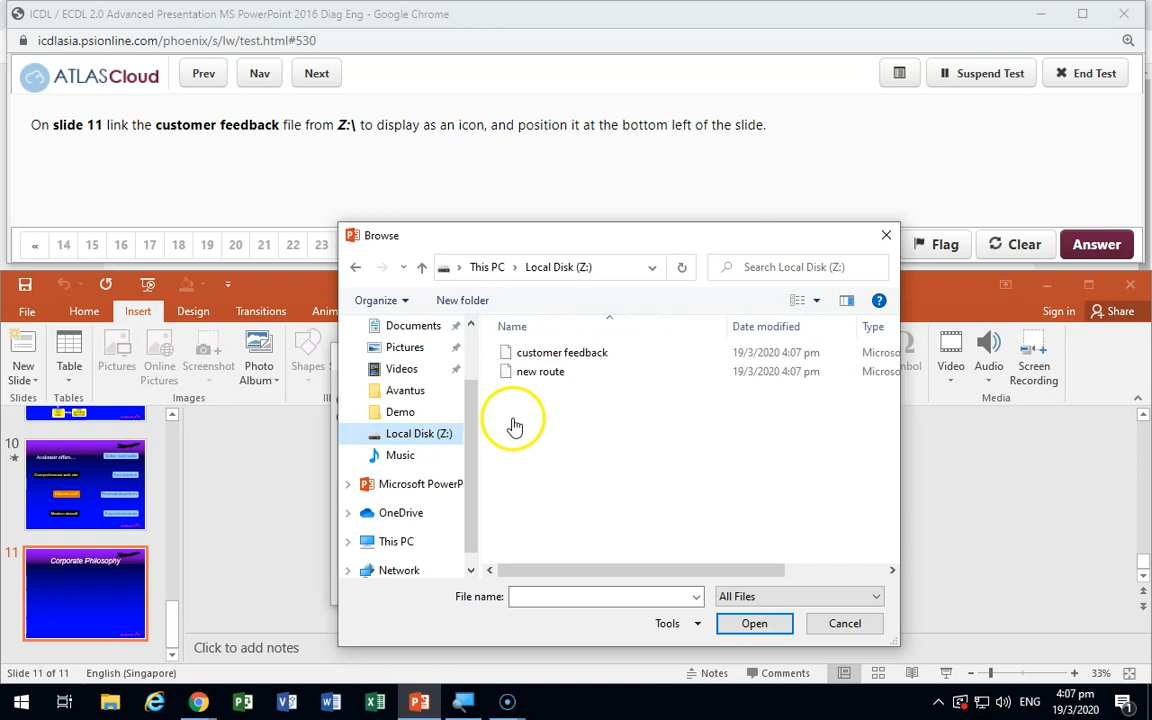 ICDL / ECDL 2.0 Advanced Presentation MS PowerPoint 2016 Diag Eng - Google Chrome
icdlasia.psionline.com/phoenix/s/lw/test.html#530
ATLASCloud Prev Nav Next Suspend Test End Test
On slide 11 link the customer feedback file from Z:\ to display as an icon, and position it at the bottom left of the slide.
« 14 15 16 17 18 19 20 21 22 23 Flag Clear Answer
Browse
This PC > Local Disk (Z:) Search Local Disk (Z:)
Organize New folder
File Home Insert Design Transitions Anim Sign in Share
New Slide
Table
Pictures
Online Pictures
Screenshot
Photo Album
Shapes
Video
Audio
Screen Recording
Slides Tables Images Media
Documents
Pictures
Videos
Avantus
Demo
Local Disk (Z:)
Music
Microsoft PowerP
OneDrive
This PC
Network
Name Date modified Type
customer feedback 19/3/2020 4:07 pm Microso
new route 19/3/2020 4:07 pm Microso
File name: All Files
Tools Open Cancel
10
11
Corporate Philosophy
Click to add notes
Slide 11 of 11 English (Singapore) Notes Comments 33%
ENG 4:07 pm
19/3/2020 1